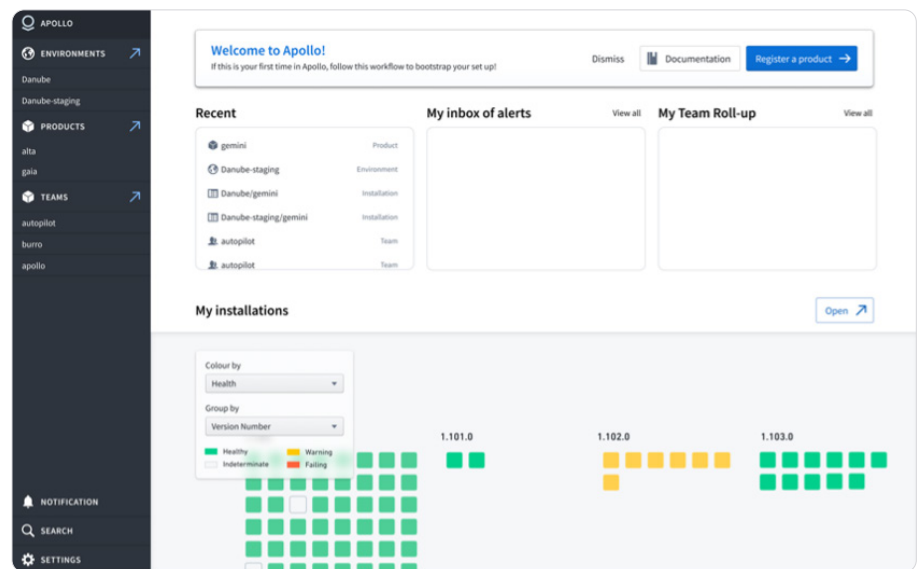 APOLLO
ENVIRONMENTS
Danube
Danube-staging
PRODUCTS
alta
gaia
TEAMS
autopilot
burro
apollo
NOTIFICATION
SEARCH
SETTINGS
Welcome to Apollo!
If this is your first time in Apollo, follow this workflow to bootstrap your set up!
Dismiss
Documentation
Register a product
Recent
gemini Product
Danube-staging Environment
Danube/gemini Installation
Danube-staging/gemini Installation
autopilot Team
autopilot Team
My inbox of alerts View all
My Team Roll-up View all
My installations
Open
Colour by
Health
Group by
Version Number
Healthy Warning
Indeterminate Failing
1.101.0
1.102.0
1.103.0